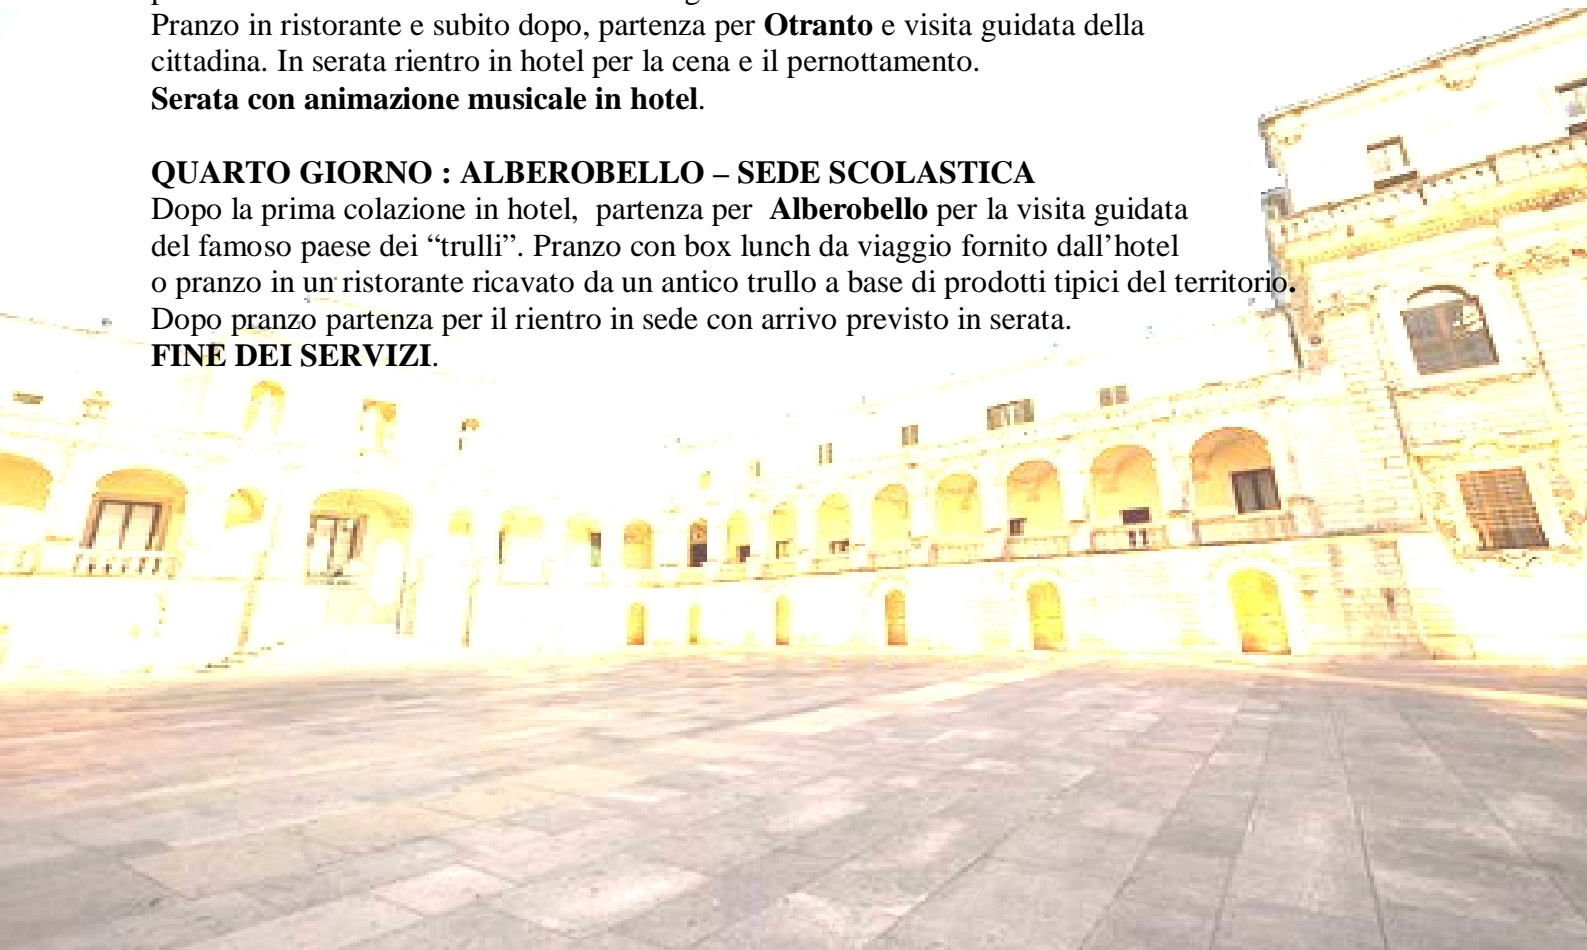 Pranzo in ristorante e subito dopo, partenza per Otranto e visita guidata della
cittadina. In serata rientro in hotel per la cena e il pernottamento.
Serata con animazione musicale in hotel.
QUARTO GIORNO : ALBEROBELLO – SEDE SCOLASTICA
Dopo la prima colazione in hotel,  partenza per  Alberobello per la visita guidata
del famoso paese dei “trulli”. Pranzo con box lunch da viaggio fornito dall’hotel
o pranzo in un ristorante ricavato da un antico trullo a base di prodotti tipici del territorio.
Dopo pranzo partenza per il rientro in sede con arrivo previsto in serata.
FINE DEI SERVIZI.